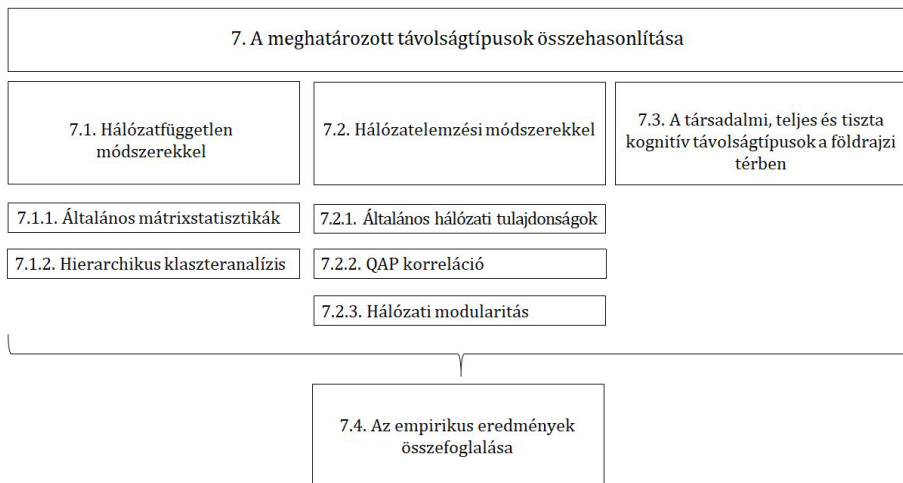 7. A meghatározott távolságtípusok összehasonlítása
7.1. Hálózatfüggetlen
módszerekkel
7.2. Hálózatelemzési módszerekkel
7.3. A társadalmi, teljes és tiszta
kognitív távolságtípusok a földrajzi
térben
7.1.1. Általános mátrixstatisztikák
7.1.2. Hierarchikus klaszteranalízis
7.2.1. Általános hálózati tulajdonságok
7.2.2. QAP korreláció
7.2.3. Hálózati modularitás
7.4. Az empirikus eredmények
összefoglalása